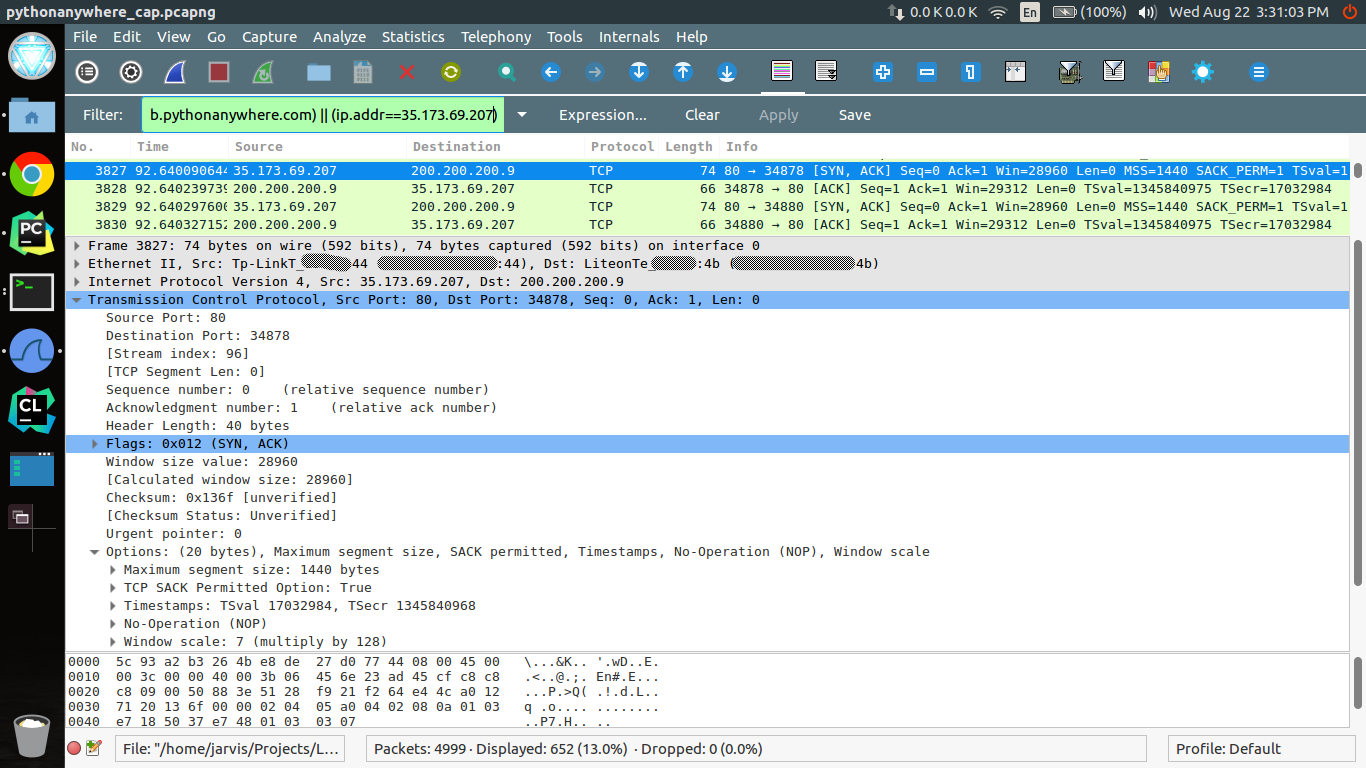 pythonanywhere_cap.pcapng 0.0 K 0.0 K En (100%) Wed Aug 22 3:31:03 PM
File Edit View Go Capture Analyze Statistics Telephony Tools Internals Help
Filter: b.pythonanywhere.com) || (ip.addr==35.173.69.207) Expression... Clear Apply Save
No. Time Source Destination Protocol Length Info
3827 92.640090644 35.173.69.207 200.200.200.9 TCP 74 80 → 34878 [SYN, ACK] Seq=0 Ack=1 Win=28960 Len=0 MSS=1440 SACK_PERM=1 TSval=1
3828 92.640239739 200.200.200.9 35.173.69.207 TCP 66 34878 → 80 [ACK] Seq=1 Ack=1 Win=29312 Len=0 TSval=1345840975 TSecr=17032984
3829 92.640297600 35.173.69.207 200.200.200.9 TCP 74 80 → 34880 [SYN, ACK] Seq=0 Ack=1 Win=28960 Len=0 MSS=1440 SACK_PERM=1 TSval=1
3830 92.640327152 200.200.200.9 35.173.69.207 TCP 66 34880 → 80 [ACK] Seq=1 Ack=1 Win=29312 Len=0 TSval=1345840975 TSecr=17032984
Frame 3827: 74 bytes on wire (592 bits), 74 bytes captured (592 bits) on interface 0
Ethernet II, Src: Tp-LinkT_ 44 ( :44), Dst: LiteonTe_ :4b ( 4b)
Internet Protocol Version 4, Src: 35.173.69.207, Dst: 200.200.200.9
Transmission Control Protocol, Src Port: 80, Dst Port: 34878, Seq: 0, Ack: 1, Len: 0
Source Port: 80
Destination Port: 34878
[Stream index: 96]
[TCP Segment Len: 0]
Sequence number: 0 (relative sequence number)
Acknowledgment number: 1 (relative ack number)
Header Length: 40 bytes
Flags: 0x012 (SYN, ACK)
Window size value: 28960
[Calculated window size: 28960]
Checksum: 0x136f [unverified]
[Checksum Status: Unverified]
Urgent pointer: 0
Options: (20 bytes), Maximum segment size, SACK permitted, Timestamps, No-Operation (NOP), Window scale
Maximum segment size: 1440 bytes
TCP SACK Permitted Option: True
Timestamps: TSval 17032984, TSecr 1345840968
No-Operation (NOP)
Window scale: 7 (multiply by 128)
0000 5c 93 a2 b3 26 4b e8 de 27 d0 77 44 08 00 45 00 \...&K.. '.wD..E.
0010 00 3c 00 00 40 00 3b 06 45 6e 23 ad 45 cf c8 c8 .<..@.;. En#.E...
0020 c8 09 00 50 88 3e 51 28 f9 21 f2 64 e4 4c a0 12 ...P.>Q( .!.d.L..
0030 71 20 13 6f 00 00 02 04 05 a0 04 02 08 0a 01 03 q .o.... ........
0040 e7 18 50 37 e7 48 01 03 03 07 ..P7.H.. ..
File: "/home/jarvis/Projects/L... Packets: 4999 · Displayed: 652 (13.0%) · Dropped: 0 (0.0%) Profile: Default
PC
>_
CL